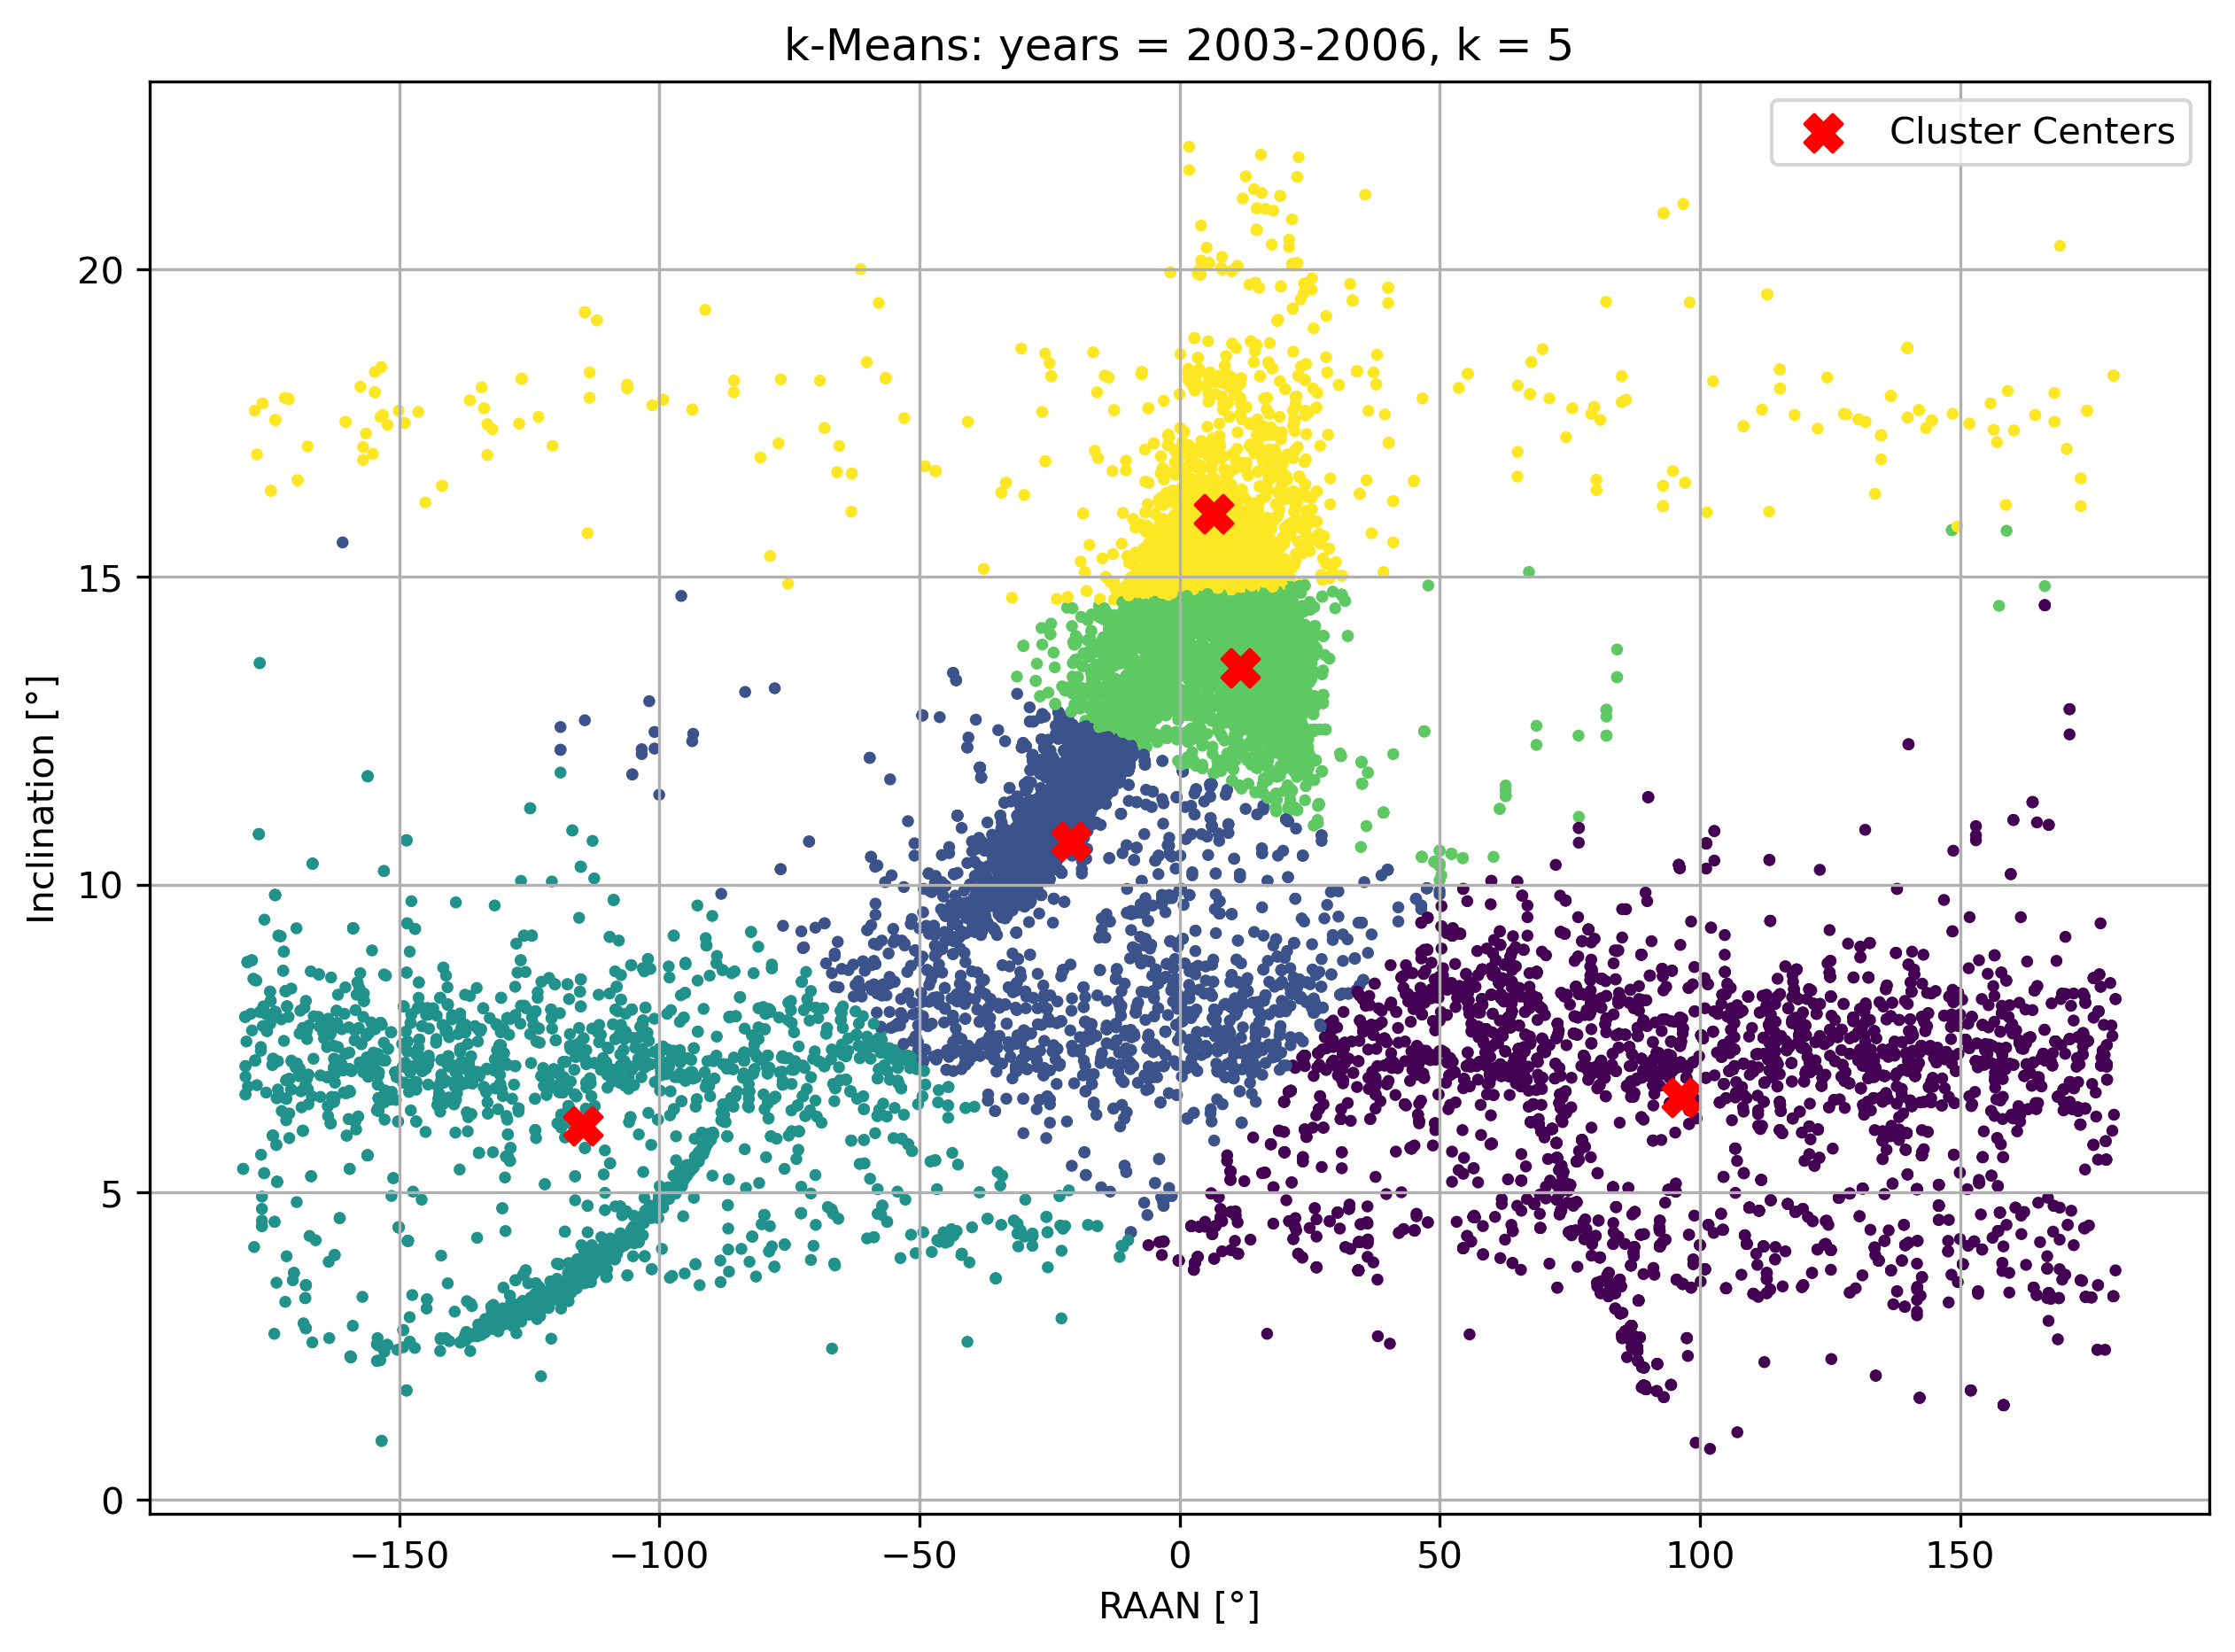 k-Means: years = 2003-2006, k = 5
Cluster Centers
Inclination [°]
20
15
10
5
0
−150 −100 −50 0 50 100 150
RAAN [°]